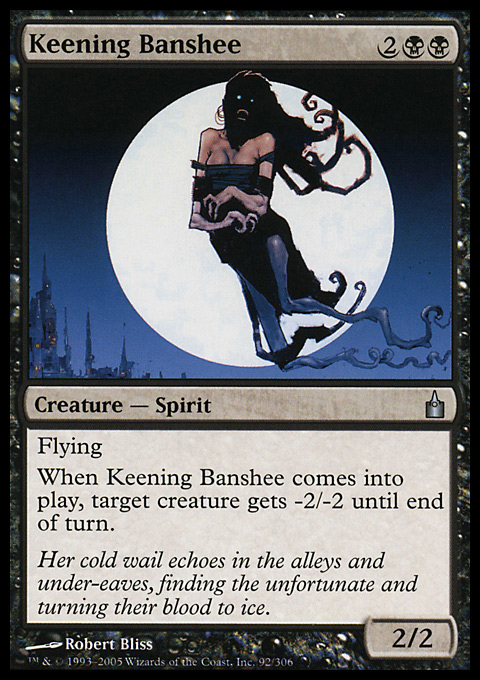 Keening Banshee 2
Creature — Spirit
Flying
When Keening Banshee comes into
play, target creature gets -2/-2 until end
of turn.
Her cold wail echoes in the alleys and
under-eaves, finding the unfortunate and
turning their blood to ice.
Robert Bliss
2/2
™ & © 1993–2005 Wizards of the Coast, Inc. 92/306